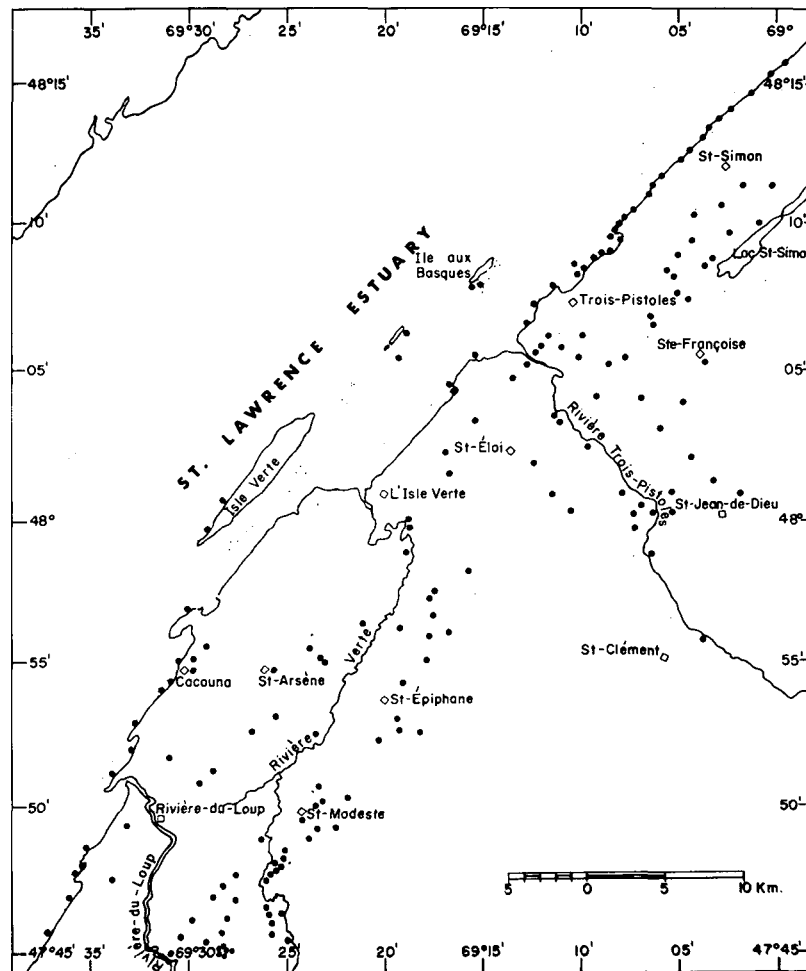 35' 69°30' 25' 20' 69°15' 10' 05' 69°
48°15' 48°15'
St-Simon
10' 10'
Lac St-Simo
Ile aux
Basques
ST. LAWRENCE ESTUARY
Trois-Pistoles
Ste-Françoise
05' 05'
Rivière Trois-Pistoles
St-Éloi
Isle Verte
L'Isle Verte
St-Jean-de-Dieu
48° 48°
St-Clément
55' 55'
Cacouna
St-Arsène
Rivière Verte
St-Épiphane
50' 50'
Rivière-du-Loup
St-Modeste
5 0 5 10 Km.
Rivière-du-Loup
47°45' 35' 69°30' 25' 20' 69°15' 10' 05' 47°45'